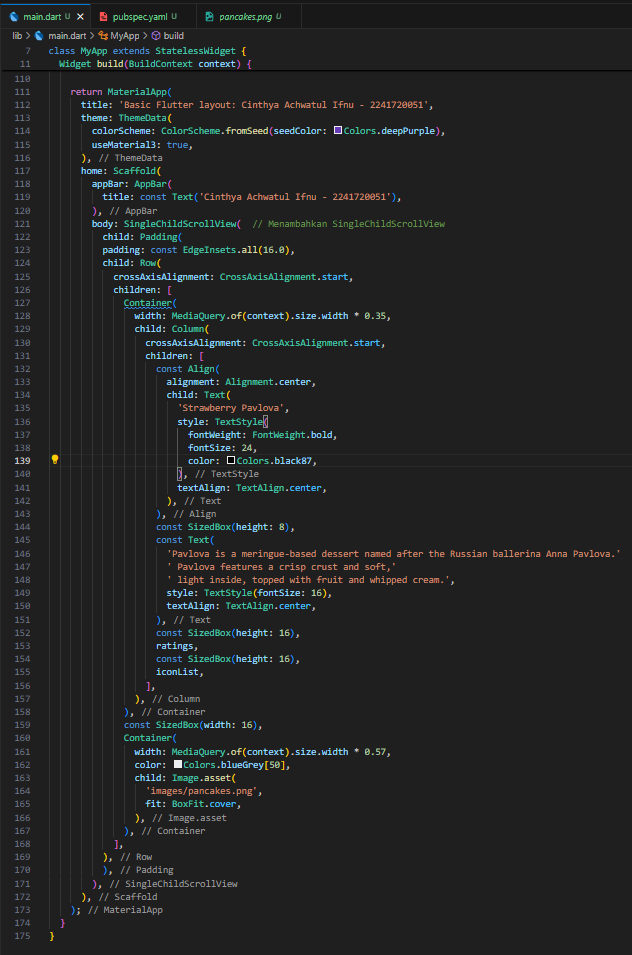 main.dart U ×
pubspec.yaml U
pancakes.png U
lib > main.dart > MyApp > build
7 class MyApp extends StatelessWidget {
11 Widget build(BuildContext context) {
110
111 return MaterialApp(
112 title: 'Basic Flutter layout: Cinthya Achwatul Ifnu - 2241720051',
113 theme: ThemeData(
114 colorScheme: ColorScheme.fromSeed(seedColor: Colors.deepPurple),
115 useMaterial3: true,
116 ), // ThemeData
117 home: Scaffold(
118 appBar: AppBar(
119 title: const Text('Cinthya Achwatul Ifnu - 2241720051'),
120 ), // AppBar
121 body: SingleChildScrollView( // Menambahkan SingleChildScrollView
122 child: Padding(
123 padding: const EdgeInsets.all(16.0),
124 child: Row(
125 crossAxisAlignment: CrossAxisAlignment.start,
126 children: [
127 Container(
128 width: MediaQuery.of(context).size.width * 0.35,
129 child: Column(
130 crossAxisAlignment: CrossAxisAlignment.start,
131 children: [
132 const Align(
133 alignment: Alignment.center,
134 child: Text(
135 'Strawberry Pavlova',
136 style: TextStyle(
137 fontWeight: FontWeight.bold,
138 fontSize: 24,
139 color: Colors.black87,
140 ), // TextStyle
141 textAlign: TextAlign.center,
142 ), // Text
143 ), // Align
144 const SizedBox(height: 8),
145 const Text(
146 'Pavlova is a meringue-based dessert named after the Russian ballerina Anna Pavlova.'
147 ' Pavlova features a crisp crust and soft,'
148 ' light inside, topped with fruit and whipped cream.',
149 style: TextStyle(fontSize: 16),
150 textAlign: TextAlign.center,
151 ), // Text
152 const SizedBox(height: 16),
153 ratings,
154 const SizedBox(height: 16),
155 iconList,
156 ],
157 ), // Column
158 ), // Container
159 const SizedBox(width: 16),
160 Container(
161 width: MediaQuery.of(context).size.width * 0.57,
162 color: Colors.blueGrey[50],
163 child: Image.asset(
164 'images/pancakes.png',
165 fit: BoxFit.cover,
166 ), // Image.asset
167 ), // Container
168 ],
169 ), // Row
170 ), // Padding
171 ), // SingleChildScrollView
172 ), // Scaffold
173 ); // MaterialApp
174 }
175 }